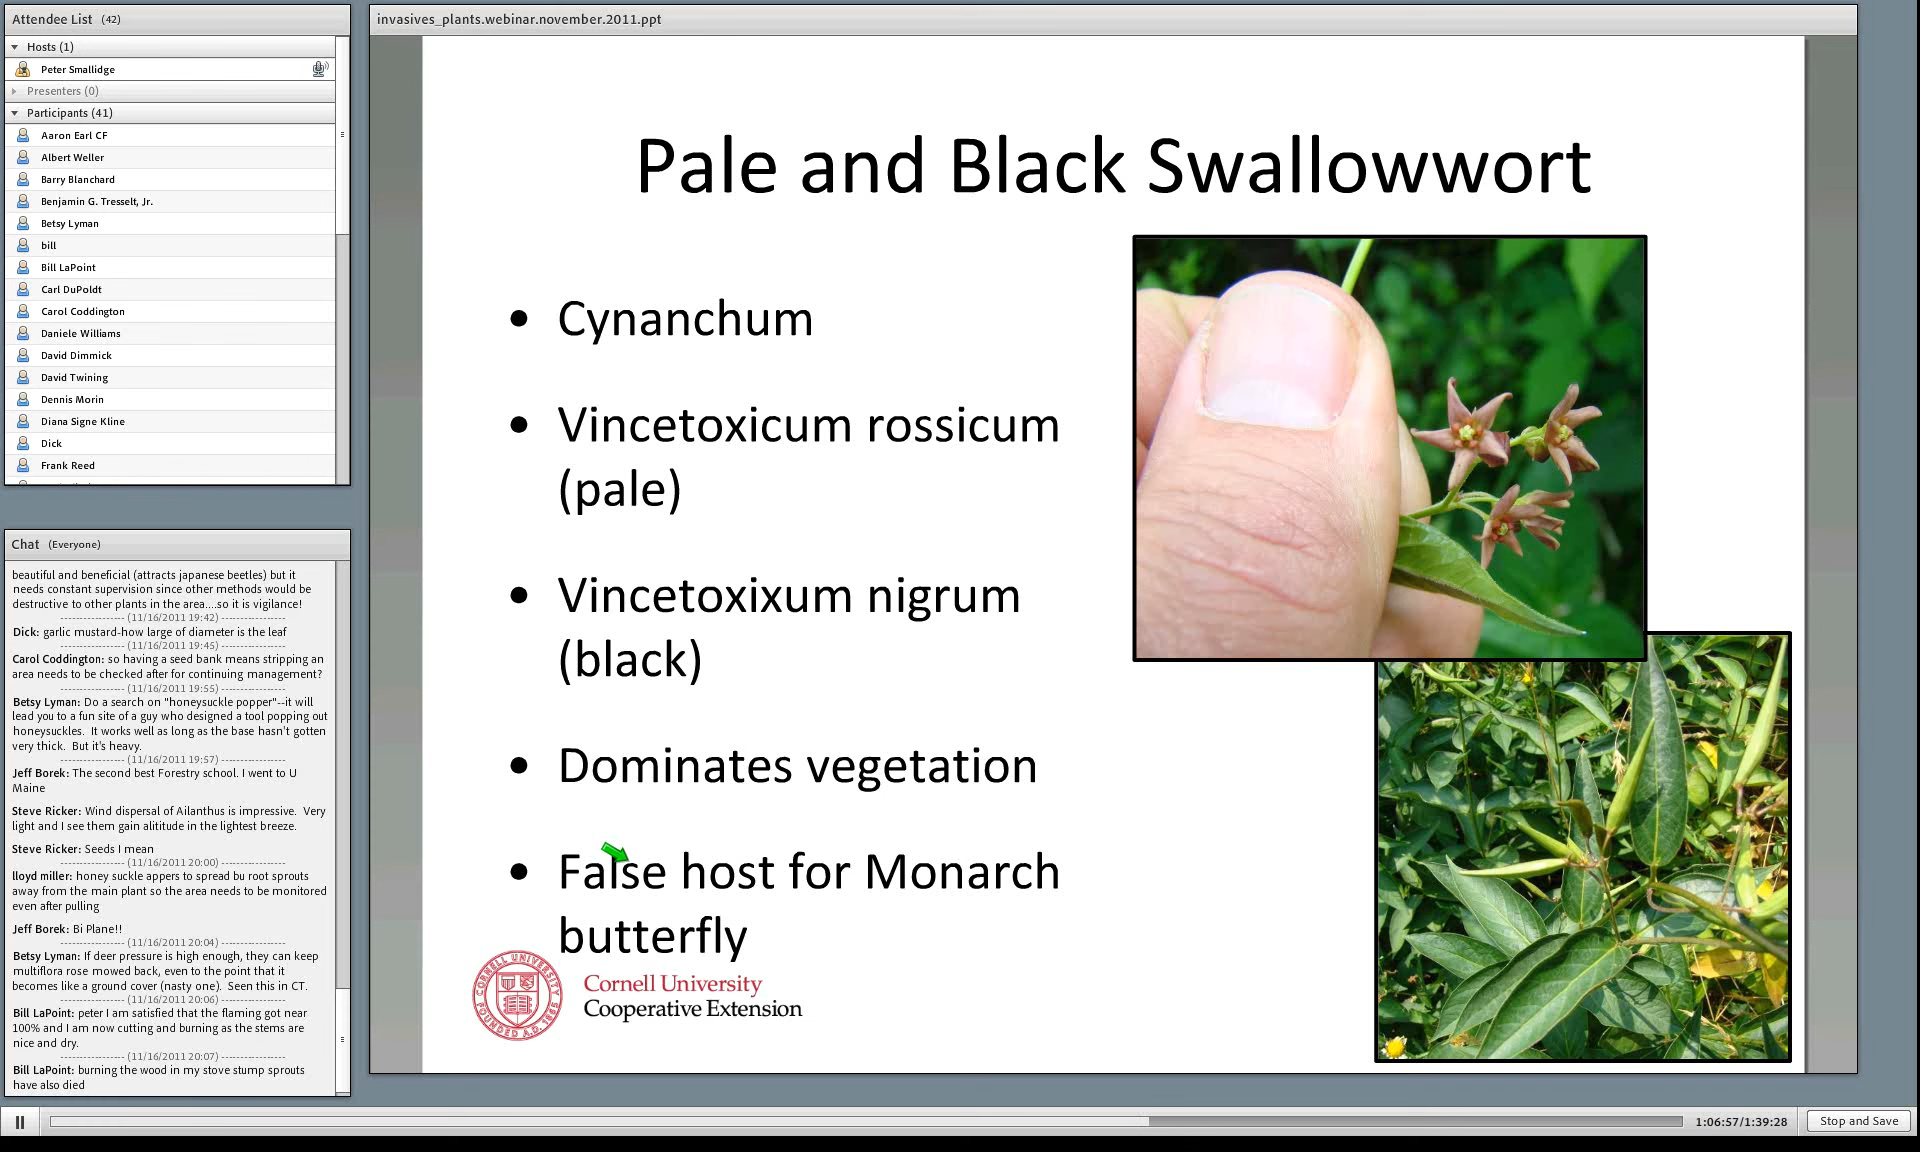 Attendee List (42)
Hosts (1)
Peter Smallidge
Presenters (0)
Participants (41)
Aaron Earl CF
Albert Weller
Barry Blanchard
Benjamin G. Tresselt, Jr.
Betsy Lyman
bill
Bill LaPoint
Carl DuPoldt
Carol Coddington
Daniele Williams
David Dimmick
David Twining
Dennis Morin
Diana Signe Kline
Dick
Frank Reed
Chat (Everyone)
beautiful and beneficial (attracts japanese beetles) but it
needs constant supervision since other methods would be
destructive to other plants in the area....so it is vigilance!
----------------- (11/16/2011 19:42) -----------------
Dick: garlic mustard-how large of diameter is the leaf
----------------- (11/16/2011 19:45) -----------------
Carol Coddington: so having a seed bank means stripping an
area needs to be checked after for continuing management?
----------------- (11/16/2011 19:55) -----------------
Betsy Lyman: Do a search on "honeysuckle popper"--it will
lead you to a fun site of a guy who designed a tool popping out
honeysuckles.  It works well as long as the base hasn't gotten
very thick.  But it's heavy.
----------------- (11/16/2011 19:57) -----------------
Jeff Borek: The second best Forestry school. I went to U
Maine
Steve Ricker: Wind dispersal of Ailanthus is impressive.  Very
light and I see them gain alititude in the lightest breeze.
Steve Ricker: Seeds I mean
----------------- (11/16/2011 20:00) -----------------
lloyd miller: honey suckle appers to spread bu root sprouts
away from the main plant so the area needs to be monitored
even after pulling
Jeff Borek: Bi Plane!!
----------------- (11/16/2011 20:04) -----------------
Betsy Lyman: If deer pressure is high enough, they can keep
multiflora rose mowed back, even to the point that it
becomes like a ground cover (nasty one).  Seen this in CT.
----------------- (11/16/2011 20:06) -----------------
Bill LaPoint: peter I am satisfied that the flaming got near
100% and I am now cutting and burning as the stems are
nice and dry.
----------------- (11/16/2011 20:07) -----------------
Bill LaPoint: burning the wood in my stove stump sprouts
have also died
invasives_plants.webinar.november.2011.ppt
Pale and Black Swallowwort
• Cynanchum
• Vincetoxicum rossicum
(pale)
• Vincetoxixum nigrum
(black)
• Dominates vegetation
• False host for Monarch
butterfly
CORNELL UNIVERSITY
FOUNDED A.D. 1865
Cornell University
Cooperative Extension
1:06:57/1:39:28
Stop and Save